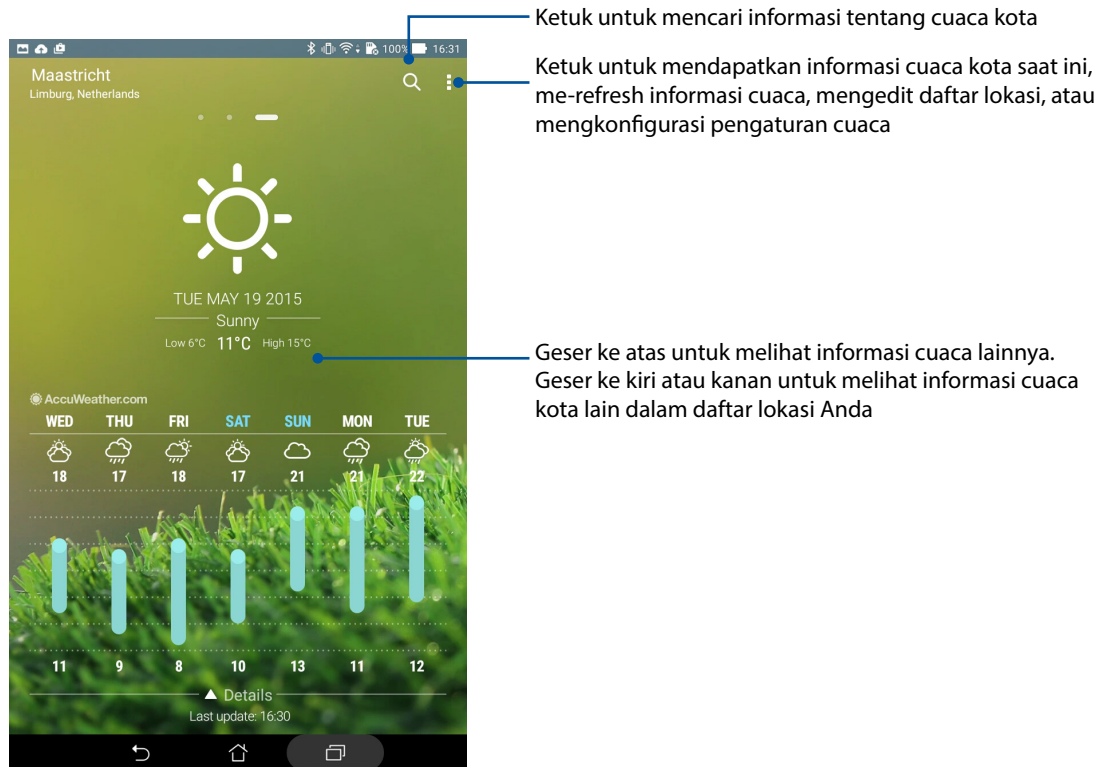 Ketuk untuk mencari informasi tentang cuaca kota
100% 16:31
Maastricht
Limburg, Netherlands
Ketuk untuk mendapatkan informasi cuaca kota saat ini,
me-refresh informasi cuaca, mengedit daftar lokasi, atau
mengkonfigurasi pengaturan cuaca
TUE MAY 19 2015
Sunny
Low 6°C 11°C High 15°C
Geser ke atas untuk melihat informasi cuaca lainnya.
Geser ke kiri atau kanan untuk melihat informasi cuaca
kota lain dalam daftar lokasi Anda
AccuWeather.com
WED THU FRI SAT SUN MON TUE
18 17 18 17 21 21 22
11 9 8 10 13 11 12
Details
Last update: 16:30